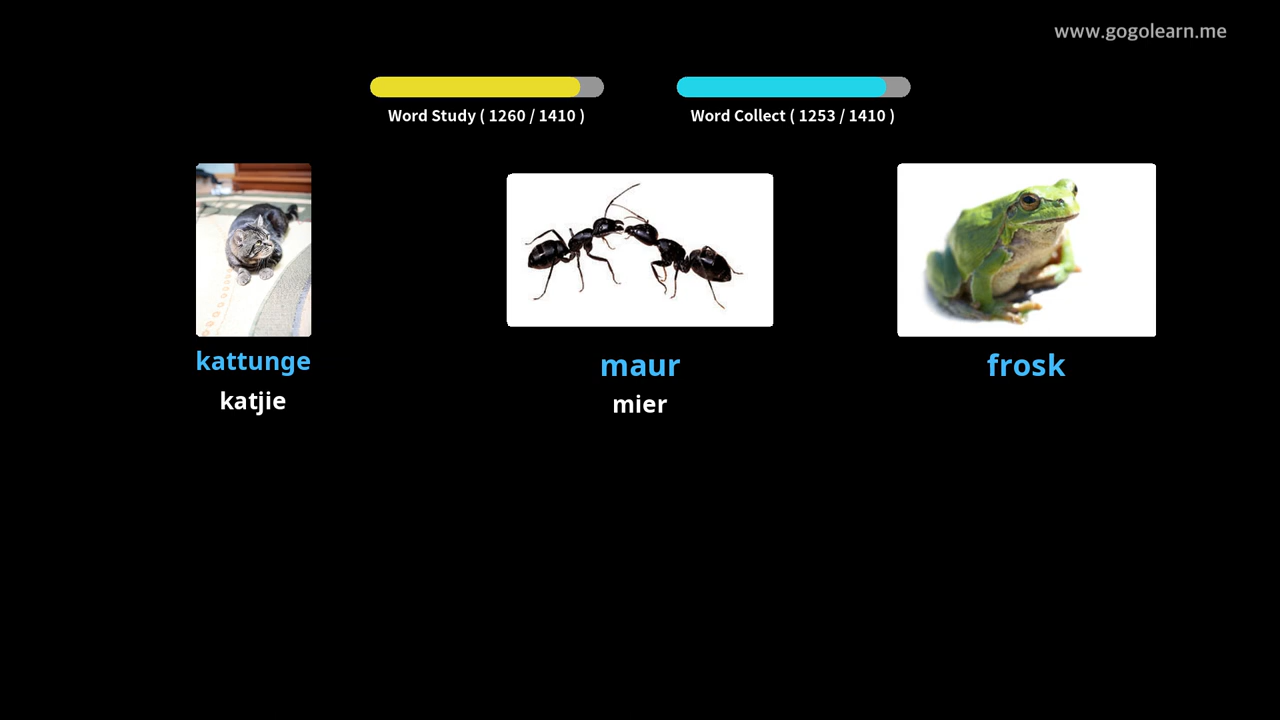 www.gogolearn.me
Word Study ( 1260 / 1410 )
Word Collect ( 1253 / 1410 )
kattunge
katjie
maur
mier
frosk